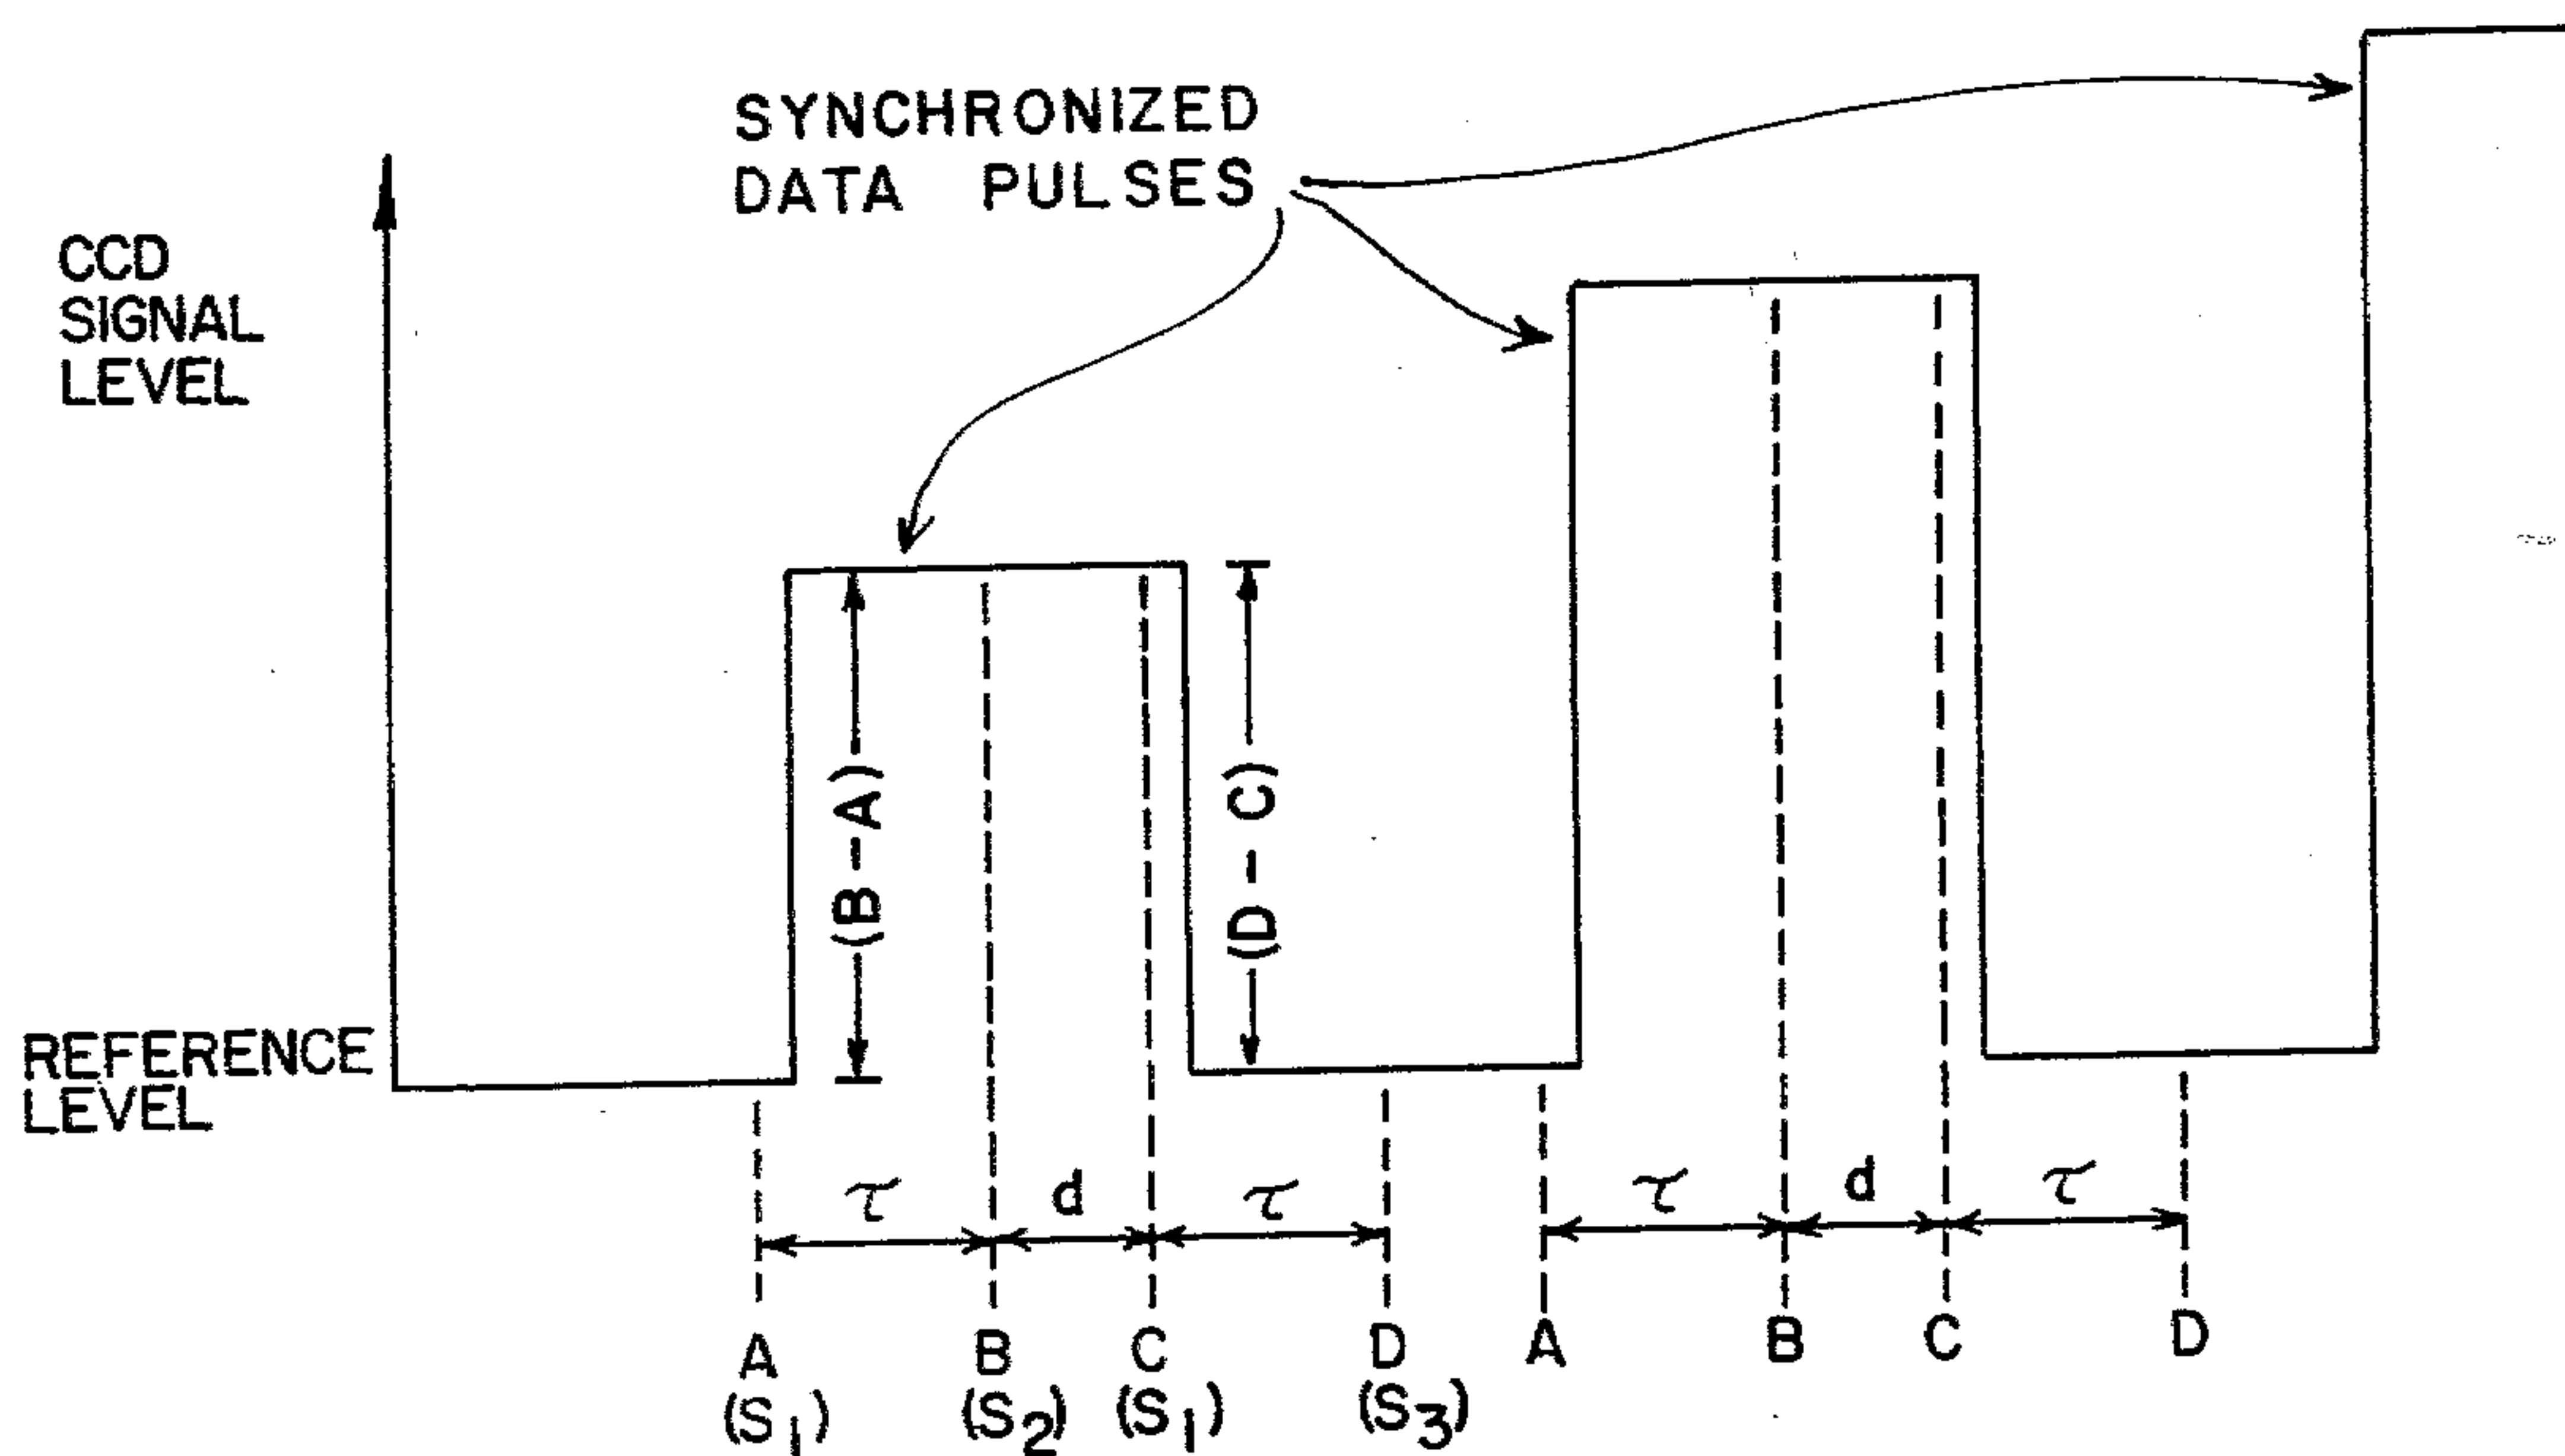 SYNCHRONIZED
DATA PULSES
CCD
SIGNAL
LEVEL
(B-A)
(D - C)
REFERENCE
LEVEL
τ d τ τ d τ
A B C D A B C D
(S1) (S2) (S1) (S3)